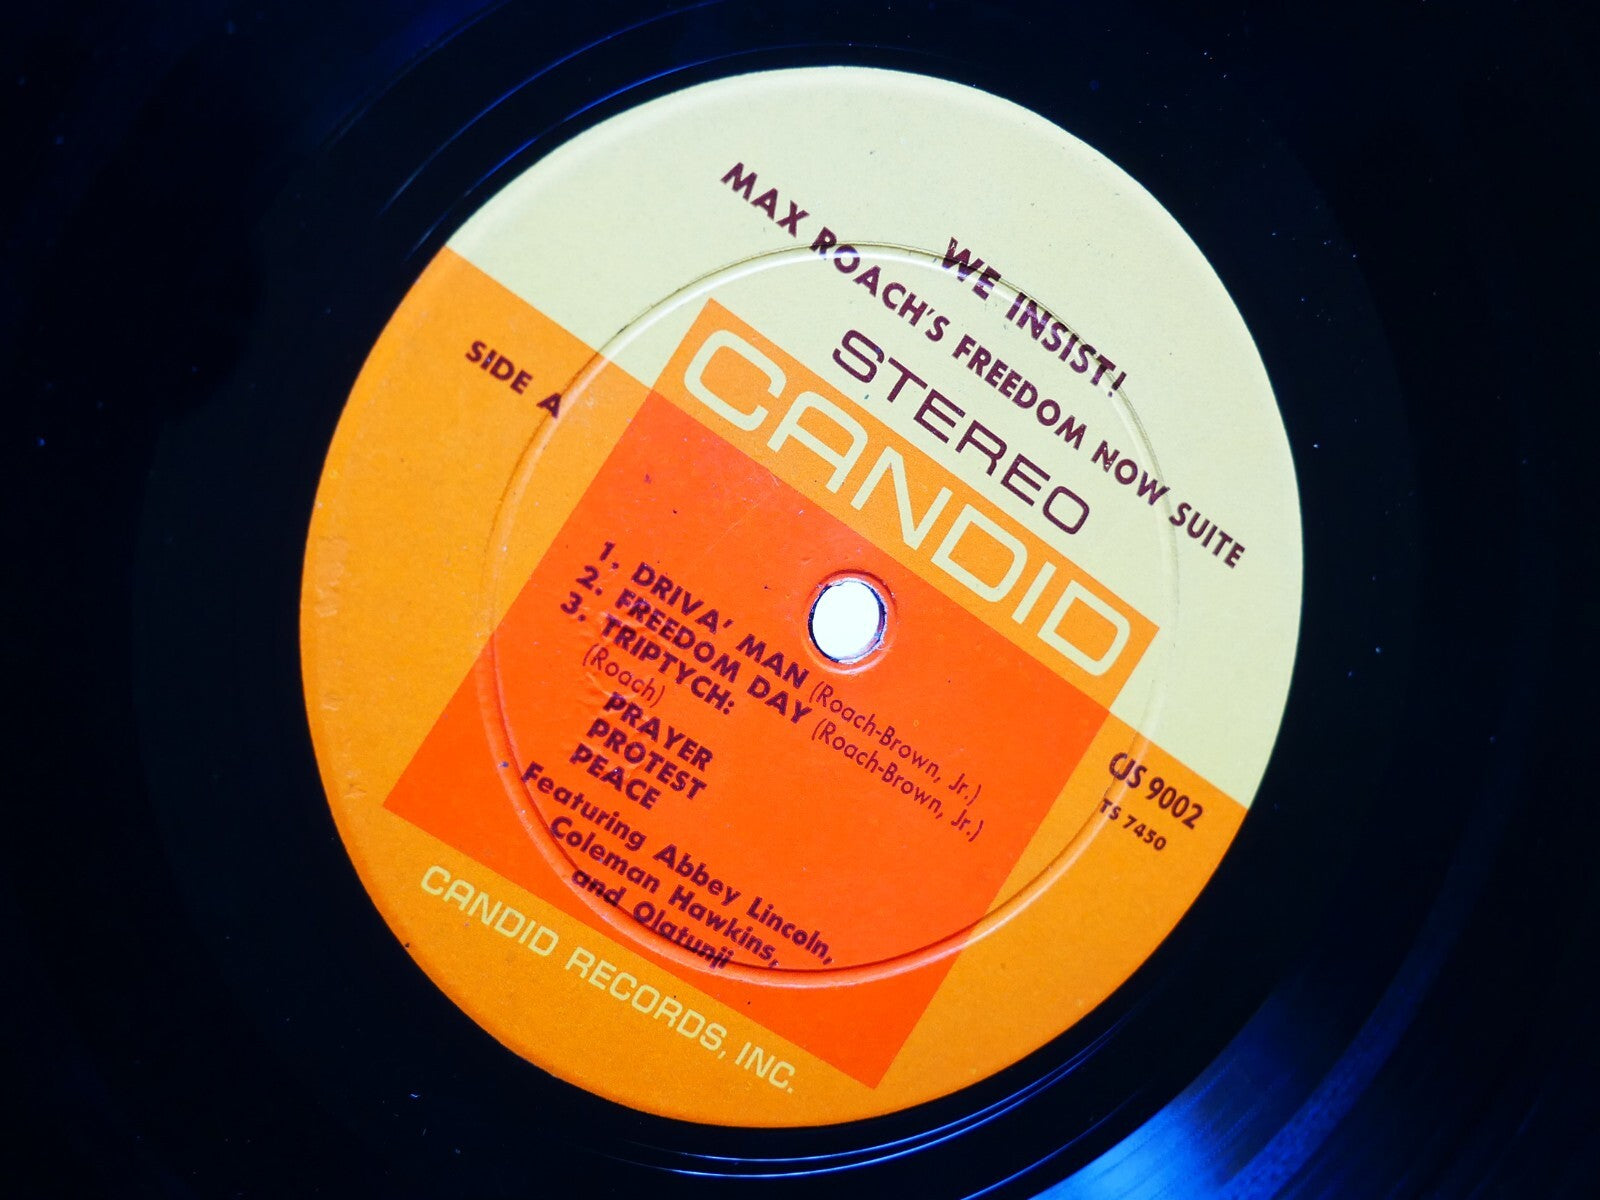 WE INSIST!
MAX ROACH'S FREEDOM NOW SUITE
STEREO
CANDID
SIDE A
CJS 9002
TS 7450
1. DRIVA' MAN (Roach-Brown, Jr.)
2. FREEDOM DAY (Roach-Brown, Jr.)
3. TRIPTYCH:
(Roach)
PRAYER
PROTEST
PEACE
Featuring Abbey Lincoln,
Coleman Hawkins,
and Olatunji
CANDID RECORDS, INC.